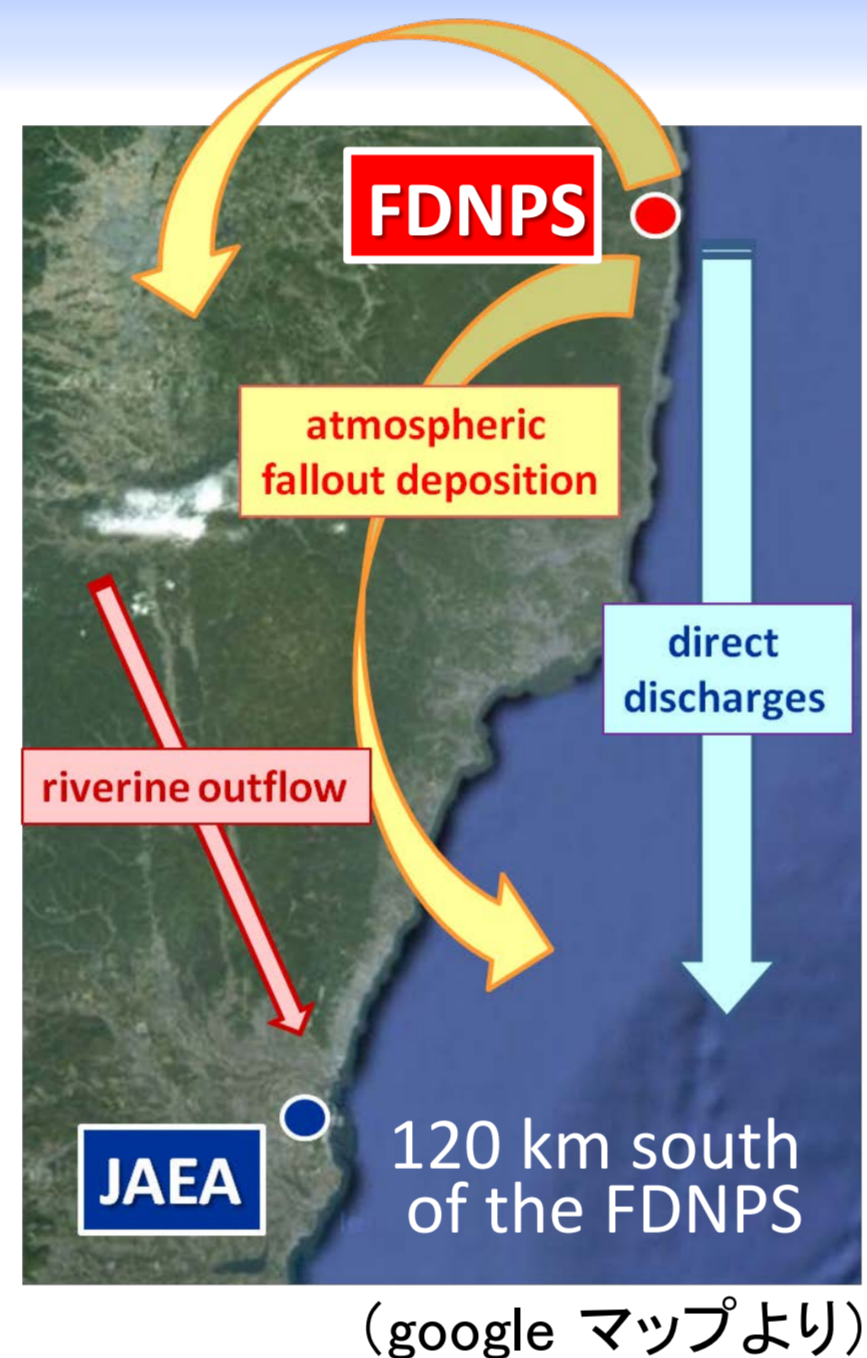 FDNPS
atmospheric
fallout deposition
direct
discharges
riverine outflow
JAEA
120 km south
of the FDNPS
（google マップより）